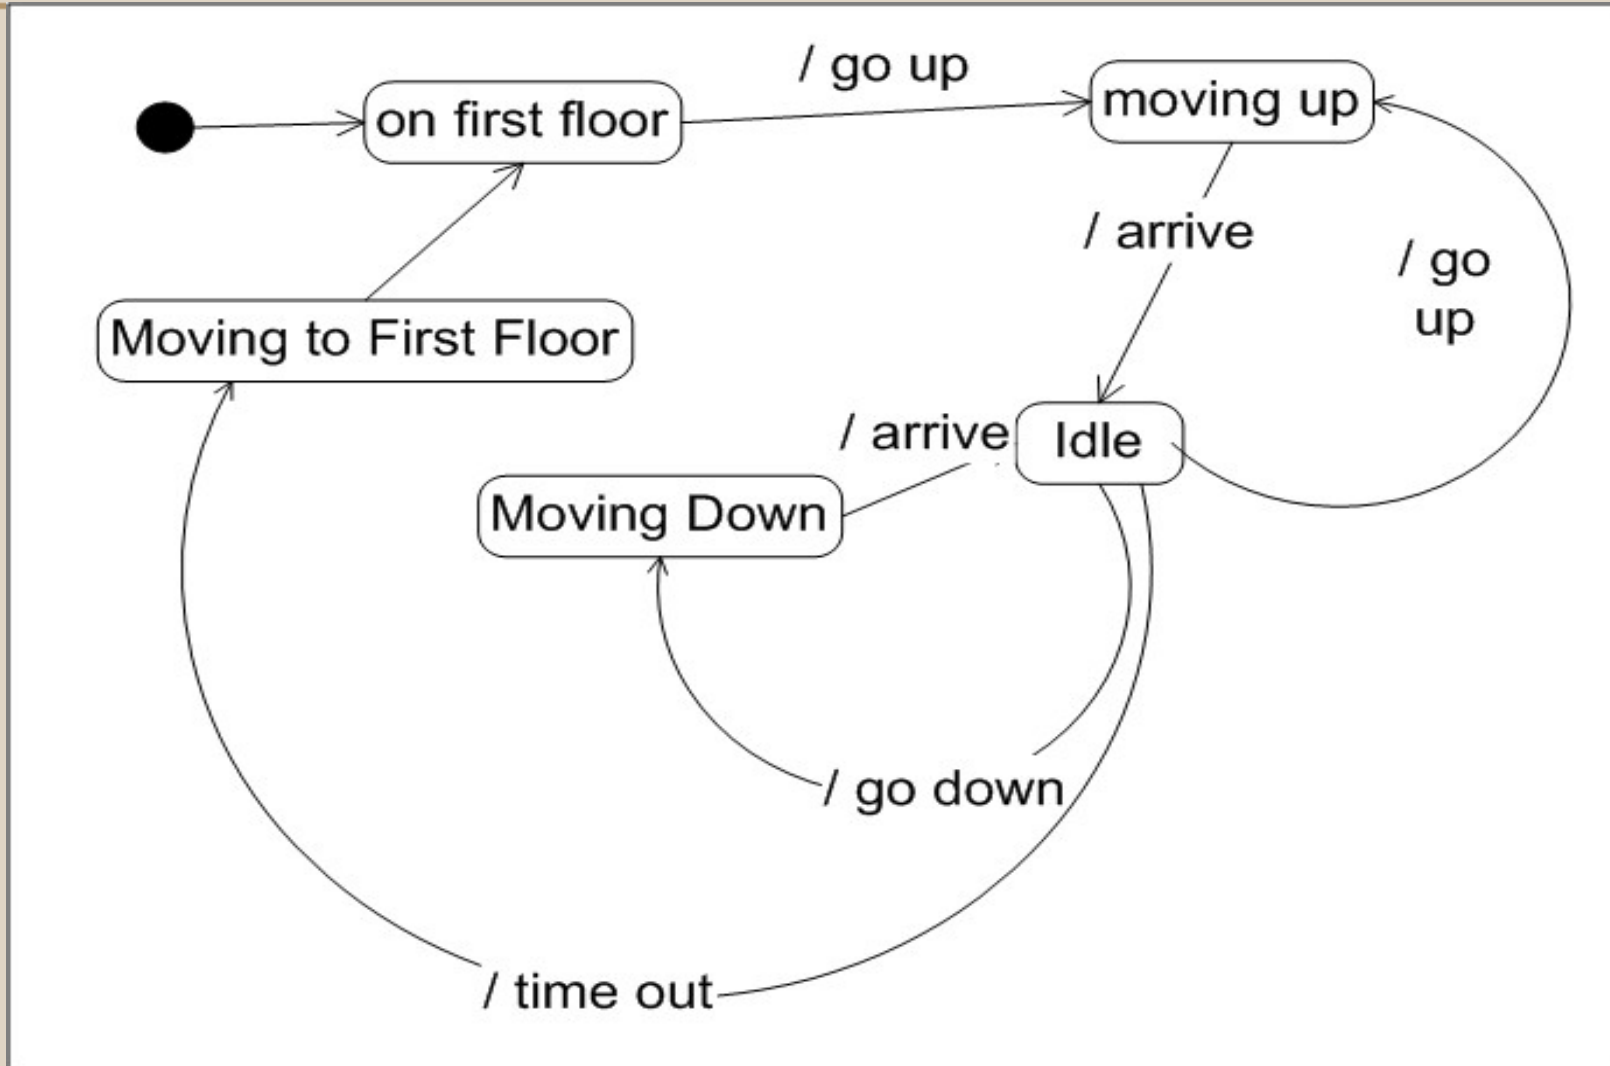 / go up
on first floor
moving up
/ arrive
/ go
up
Moving to First Floor
/ arrive
Idle
Moving Down
/ go down
/ time out